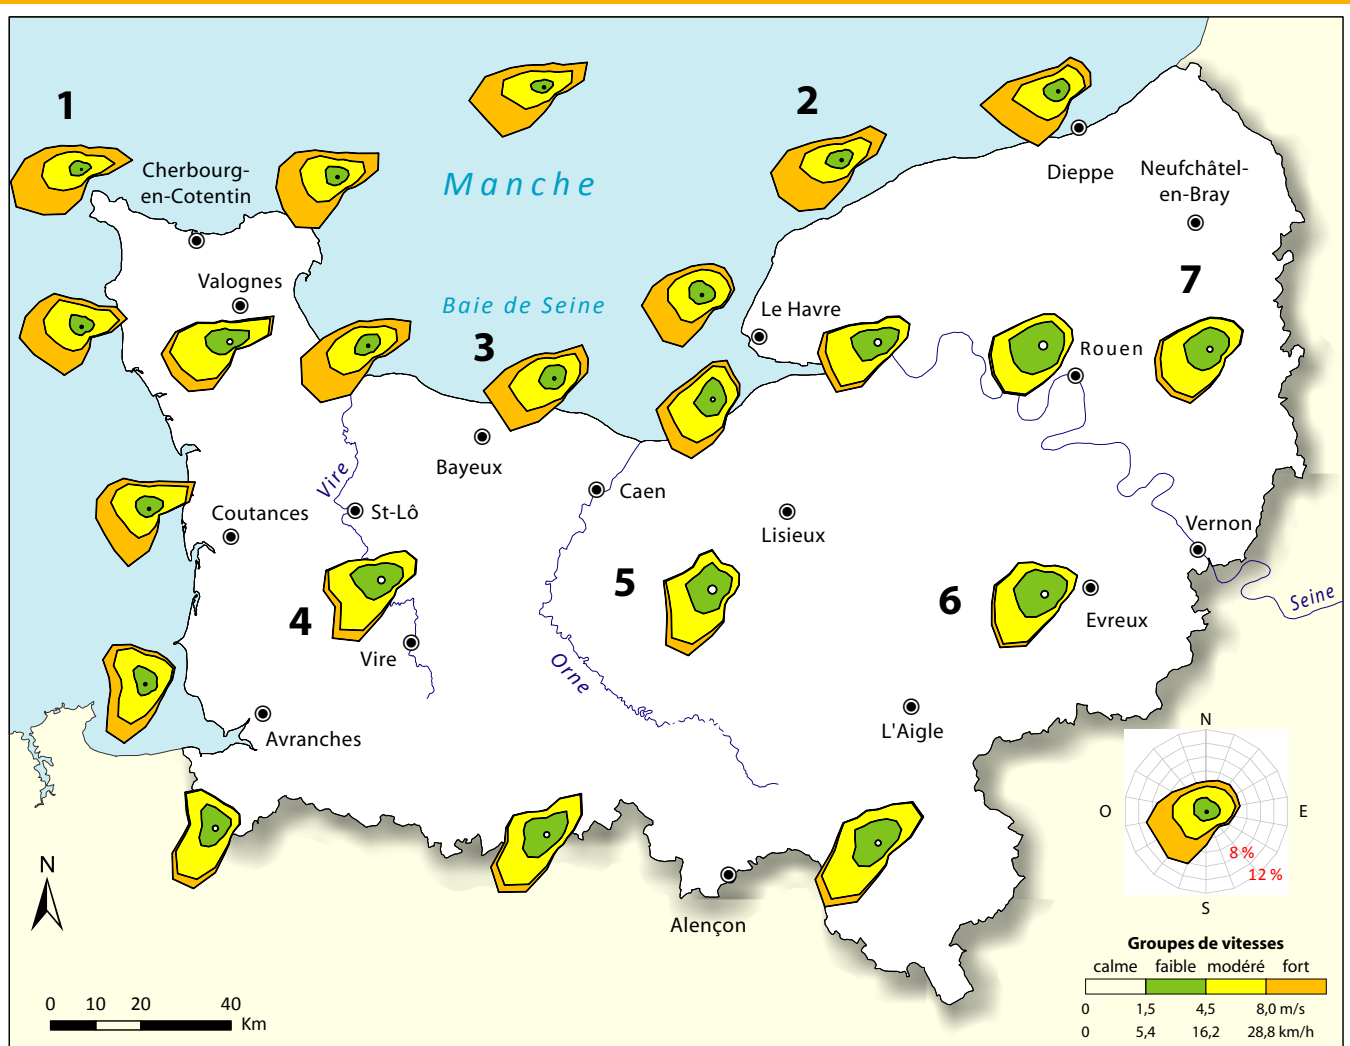 1
2
Cherbourg-
en-Cotentin
Manche
Dieppe
Neufchâtel-
en-Bray
Valognes
Baie de Seine
3
Le Havre
7
Rouen
Bayeux
Vire
Caen
St-Lô
Coutances
Lisieux
Vernon
4
5
6
Evreux
Seine
Vire
Orne
Avranches
L'Aigle
Alençon
N
N
O
E
S
8 %
12 %
Groupes de vitesses
calme faible modéré fort
0 1,5 4,5 8,0 m/s
0 5,4 16,2 28,8 km/h
0 10 20 40
Km